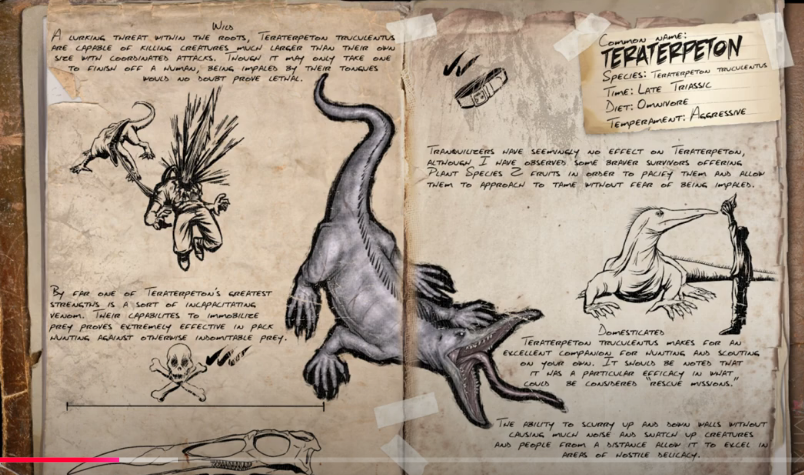 Wild
A lurking threat within the roots, Teraterpeton truculentus
are capable of killing creatures much larger than their own
size with coordinated attacks. Though it may only take one
to finish off a human, being impaled by their tongues
would no doubt prove lethal.
By far one of Teraterpeton's greatest
strengths is a sort of incapacitating
venom. Their capabilites to immobilize
prey proves extremely effective in pack
hunting against otherwise indomitable prey.
Common name:
Teraterpeton
Species: Teraterpeton truculentus
Time: Late Triassic
Diet: Omnivore
Temperament: Aggressive
Tranquilizers have seemingly no effect on Teraterpeton,
although I have observed some braver survivors offering
Plant Species Z fruits in order to pacify them and allow
them to approach to tame without fear of being impaled.
Domesticated
Teraterpeton truculentus makes for an
excellent companion for hunting and scouting
on your own. It should be noted that
it was a particular efficacy in what
could be considered "rescue missions."
The ability to scurry up and down walls without
causing much noise and snatch up creatures
and people from a distance allow it to excel in
areas of hostile delicacy.